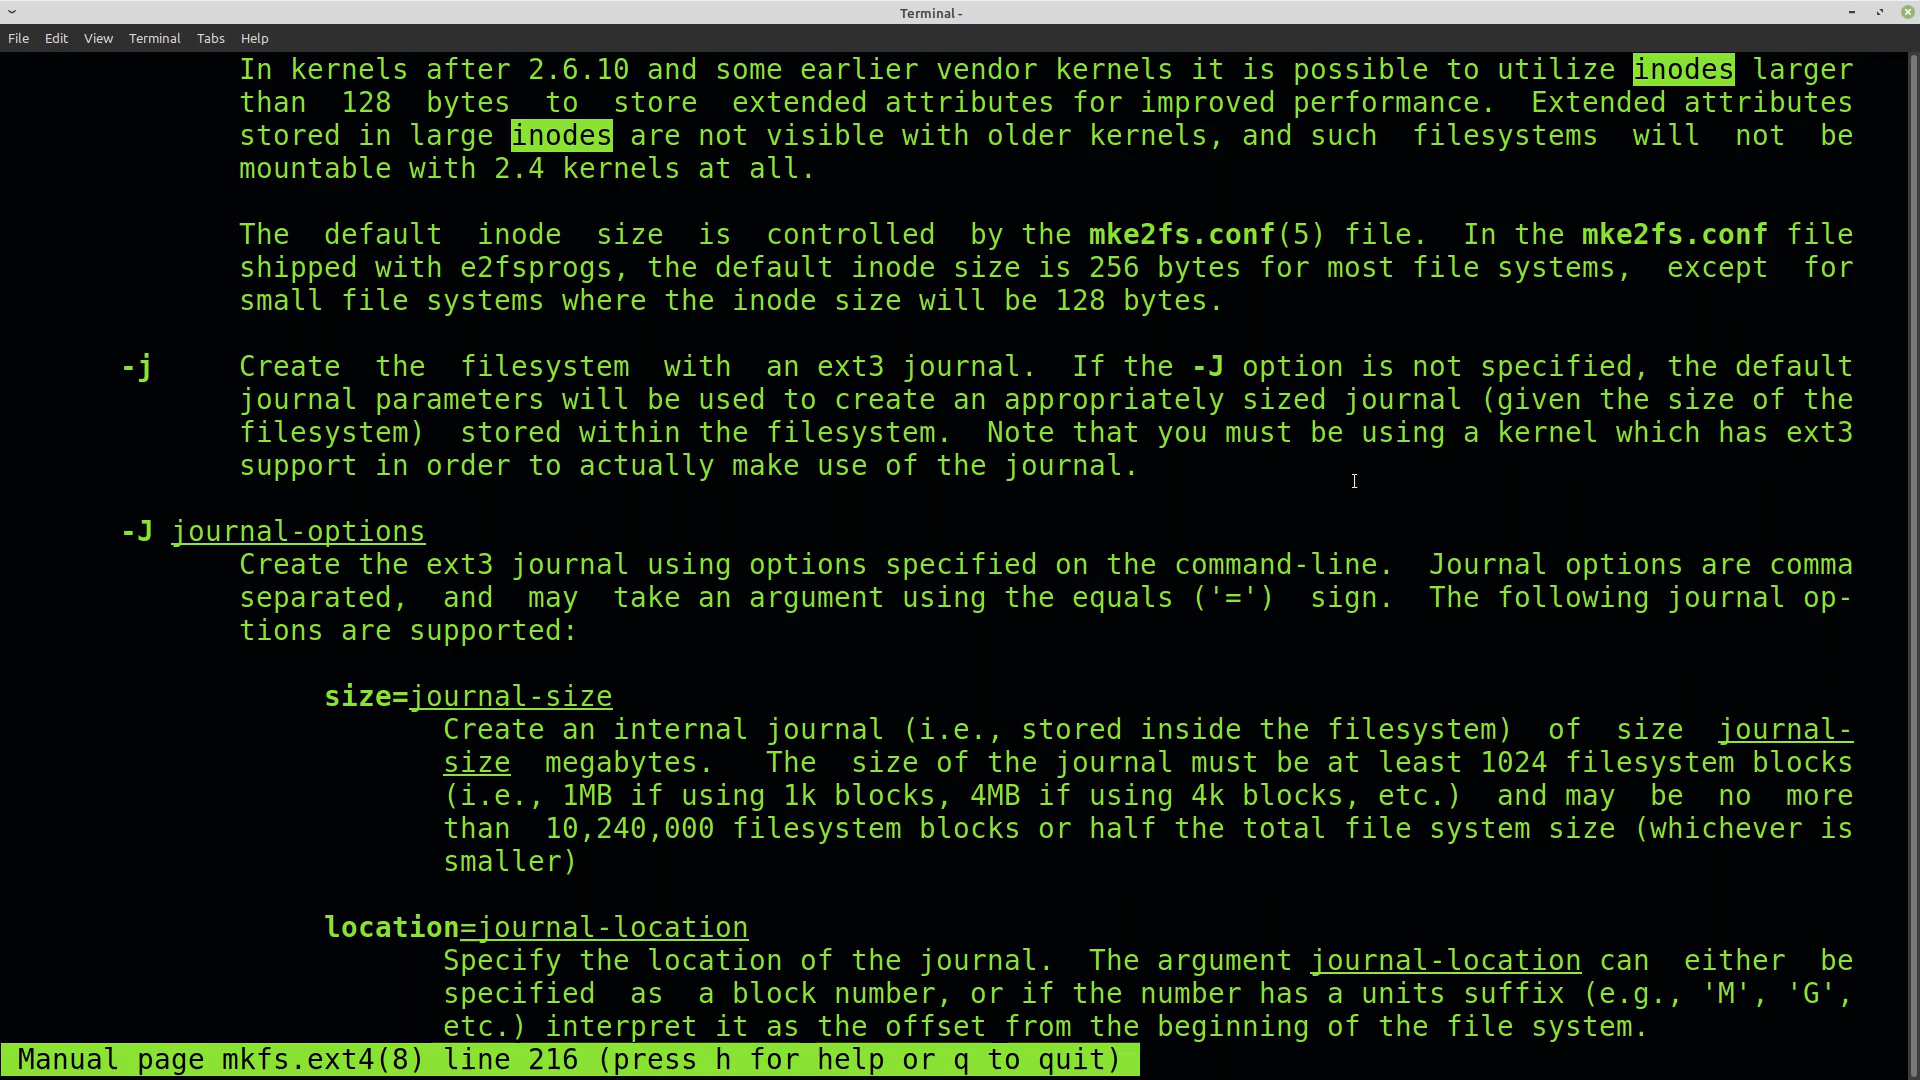 Terminal -
File Edit View Terminal Tabs Help
In kernels after 2.6.10 and some earlier vendor kernels it is possible to utilize inodes larger
than 128 bytes to store extended attributes for improved performance. Extended attributes
stored in large inodes are not visible with older kernels, and such filesystems will not be
mountable with 2.4 kernels at all.
The default inode size is controlled by the mke2fs.conf(5) file. In the mke2fs.conf file
shipped with e2fsprogs, the default inode size is 256 bytes for most file systems, except for
small file systems where the inode size will be 128 bytes.
-j Create the filesystem with an ext3 journal. If the -J option is not specified, the default
journal parameters will be used to create an appropriately sized journal (given the size of the
filesystem) stored within the filesystem. Note that you must be using a kernel which has ext3
support in order to actually make use of the journal.
-J journal-options
Create the ext3 journal using options specified on the command-line. Journal options are comma
separated, and may take an argument using the equals ('=') sign. The following journal op-
tions are supported:
size=journal-size
Create an internal journal (i.e., stored inside the filesystem) of size journal-
size megabytes. The size of the journal must be at least 1024 filesystem blocks
(i.e., 1MB if using 1k blocks, 4MB if using 4k blocks, etc.) and may be no more
than 10,240,000 filesystem blocks or half the total file system size (whichever is
smaller)
location=journal-location
Specify the location of the journal. The argument journal-location can either be
specified as a block number, or if the number has a units suffix (e.g., 'M', 'G',
etc.) interpret it as the offset from the beginning of the file system.
Manual page mkfs.ext4(8) line 216 (press h for help or q to quit)